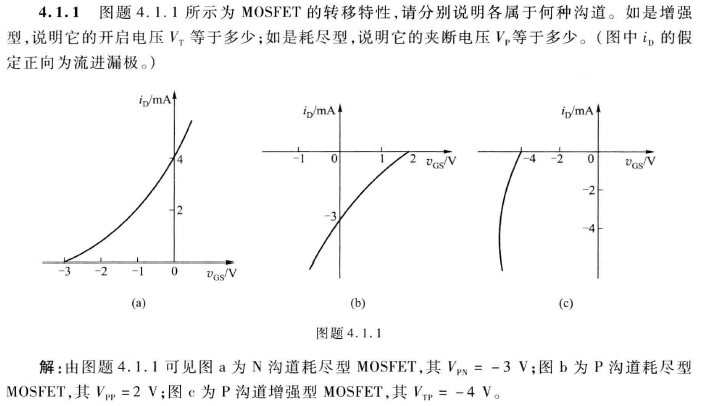 4.1.1 图题 4.1.1 所示为 MOSFET 的转移特性,请分别说明各属于何种沟道。如是增强
型,说明它的开启电压 V_T 等于多少;如是耗尽型,说明它的夹断电压 V_P 等于多少。(图中 i_D 的假
定正向为流进漏极。)
i_D/mA
4
2
-3 -2 -1 0 v_GS/V
(a)
i_D/mA
-1 0 1 2 v_GS/V
-3
(b)
i_D/mA
-4 -2 0 v_GS/V
-2
-4
(c)
图题 4.1.1
解:由图题 4.1.1 可见图 a 为 N 沟道耗尽型 MOSFET,其 V_PN = -3 V;图 b 为 P 沟道耗尽型
MOSFET,其 V_PP = 2 V;图 c 为 P 沟道增强型 MOSFET,其 V_TP = -4 V。